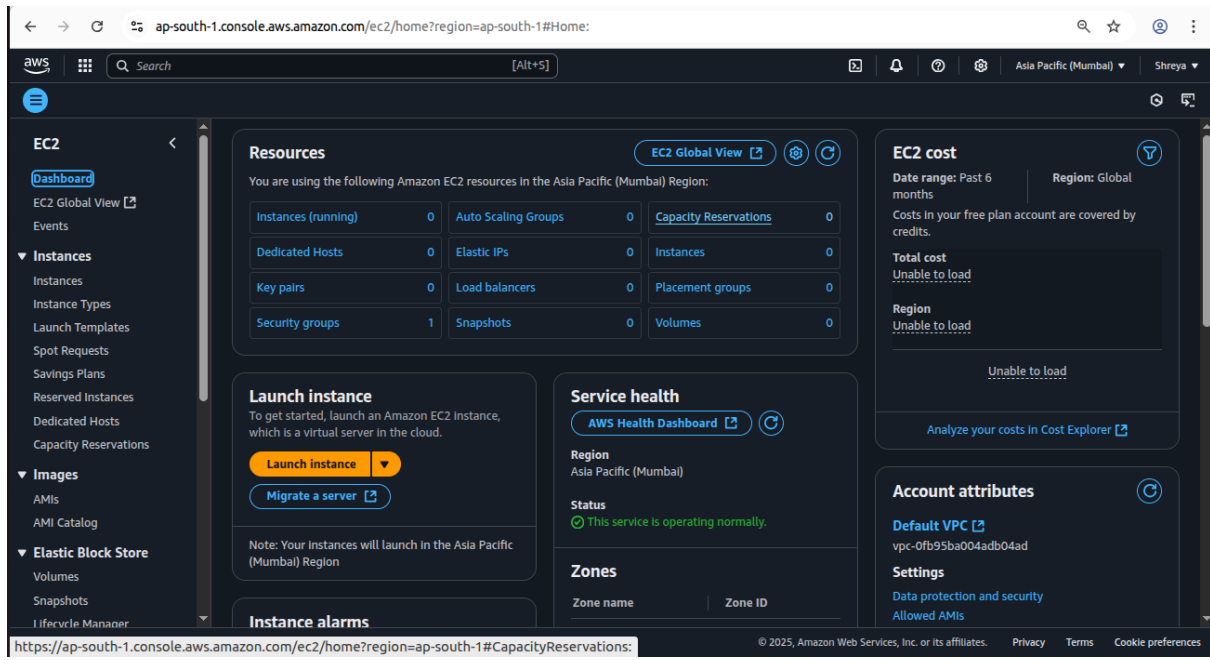 ap-south-1.console.aws.amazon.com/ec2/home?region=ap-south-1#Home:
aws
Search
[Alt+S]
Asia Pacific (Mumbai)
Shreya
EC2
Dashboard
EC2 Global View
Events
Instances
Instances
Instance Types
Launch Templates
Spot Requests
Savings Plans
Reserved Instances
Dedicated Hosts
Capacity Reservations
Images
AMIs
AMI Catalog
Elastic Block Store
Volumes
Snapshots
Lifecycle Manager
Resources
EC2 Global View
You are using the following Amazon EC2 resources in the Asia Pacific (Mumbai) Region:
Instances (running) 0 Auto Scaling Groups 0 Capacity Reservations 0
Dedicated Hosts 0 Elastic IPs 0 Instances 0
Key pairs 0 Load balancers 0 Placement groups 0
Security groups 1 Snapshots 0 Volumes 0
Launch instance
To get started, launch an Amazon EC2 instance,
which is a virtual server in the cloud.
Launch instance
Migrate a server
Note: Your instances will launch in the Asia Pacific
(Mumbai) Region
Instance alarms
Service health
AWS Health Dashboard
Region
Asia Pacific (Mumbai)
Status
This service is operating normally.
Zones
Zone name Zone ID
EC2 cost
Date range: Past 6
months
Region: Global
Costs in your free plan account are covered by
credits.
Total cost
Unable to load
Region
Unable to load
Unable to load
Analyze your costs in Cost Explorer
Account attributes
Default VPC
vpc-0fb95ba004adb04ad
Settings
Data protection and security
Allowed AMIs
https://ap-south-1.console.aws.amazon.com/ec2/home?region=ap-south-1#CapacityReservations:
© 2025, Amazon Web Services, Inc. or its affiliates. Privacy Terms Cookie preferences